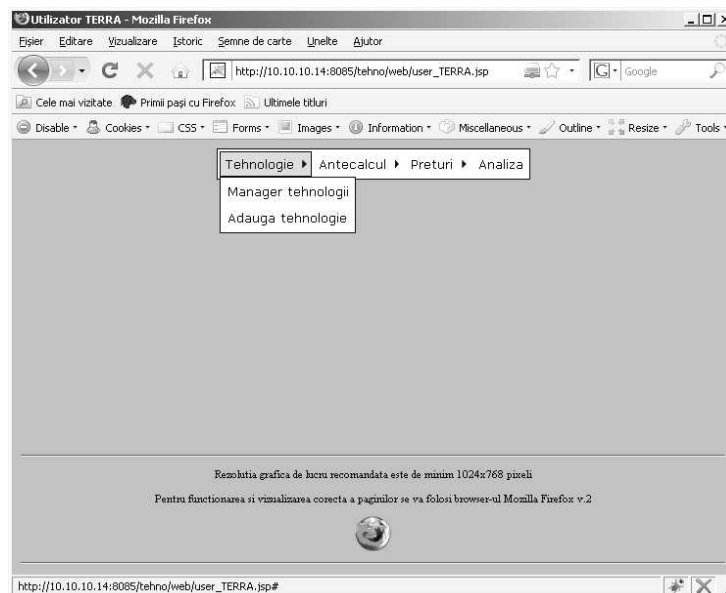 Utilizator TERRA - Mozilla Firefox
Fişier Editare Vizualizare Istoric Semne de carte Unelte Ajutor
http://10.10.10.14:8085/tehno/web/user_TERRA.jsp G Google
Cele mai vizitate Primii paşi cu Firefox Ultimele titluri
Disable Cookies CSS Forms Images Information Miscellaneous Outline Resize Tools
Tehnologie Antecalcul Preturi Analiza
Manager tehnologii
Adauga tehnologie
Rezolutia grafica de lucru recomandata este de minim 1024x768 pixeli
Pentru functionarea si vizualizarea corecta a paginilor se va folosi browser-ul Mozilla Firefox v.2
http://10.10.10.14:8085/tehno/web/user_TERRA.jsp#